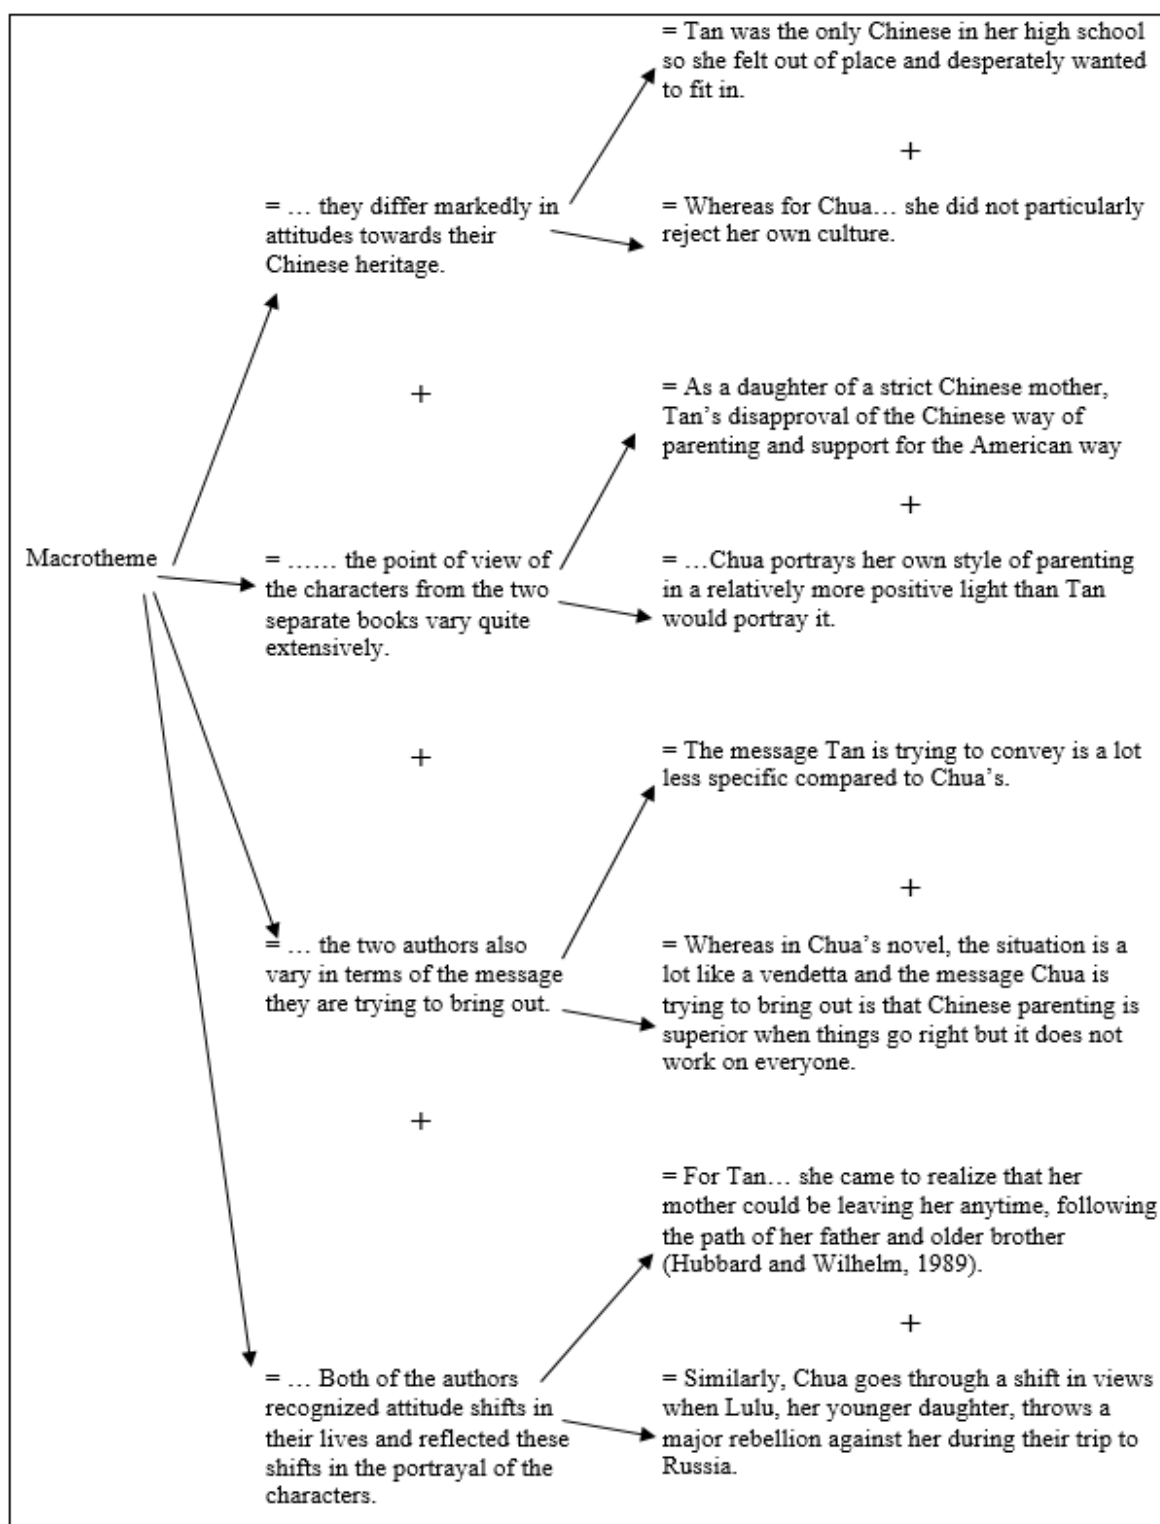 = Tan was the only Chinese in her high school
so she felt out of place and desperately wanted
to fit in.
+
= … they differ markedly in
attitudes towards their
Chinese heritage.
= Whereas for Chua… she did not particularly
reject her own culture.
+
= As a daughter of a strict Chinese mother,
Tan’s disapproval of the Chinese way of
parenting and support for the American way
+
Macrotheme
= …… the point of view of
the characters from the two
separate books vary quite
extensively.
= …Chua portrays her own style of parenting
in a relatively more positive light than Tan
would portray it.
+
= The message Tan is trying to convey is a lot
less specific compared to Chua’s.
+
= … the two authors also
vary in terms of the message
they are trying to bring out.
= Whereas in Chua’s novel, the situation is a
lot like a vendetta and the message Chua is
trying to bring out is that Chinese parenting is
superior when things go right but it does not
work on everyone.
+
= For Tan… she came to realize that her
mother could be leaving her anytime, following
the path of her father and older brother
(Hubbard and Wilhelm, 1989).
+
= … Both of the authors
recognized attitude shifts in
their lives and reflected these
shifts in the portrayal of the
characters.
= Similarly, Chua goes through a shift in views
when Lulu, her younger daughter, throws a
major rebellion against her during their trip to
Russia.